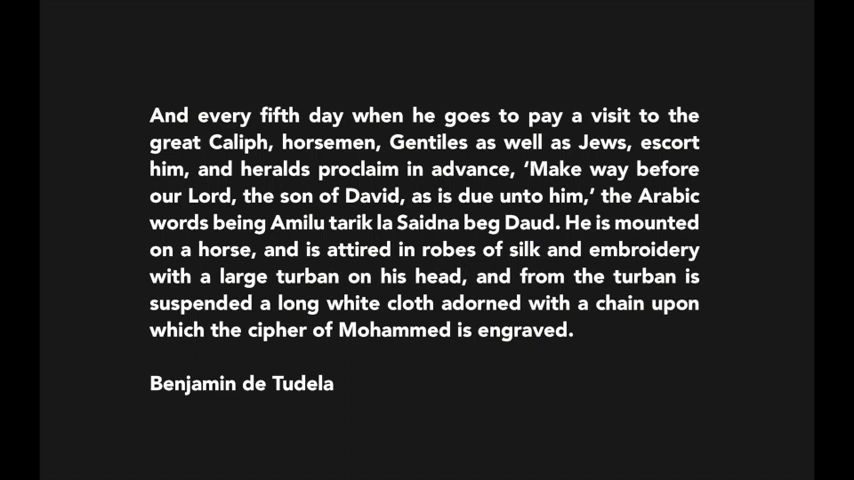 And every fifth day when he goes to pay a visit to the
great Caliph, horsemen, Gentiles as well as Jews, escort
him, and heralds proclaim in advance, ‘Make way before
our Lord, the son of David, as is due unto him,’ the Arabic
words being Amilu tarik la Saidna beg Daud. He is mounted
on a horse, and is attired in robes of silk and embroidery
with a large turban on his head, and from the turban is
suspended a long white cloth adorned with a chain upon
which the cipher of Mohammed is engraved.
Benjamin de Tudela